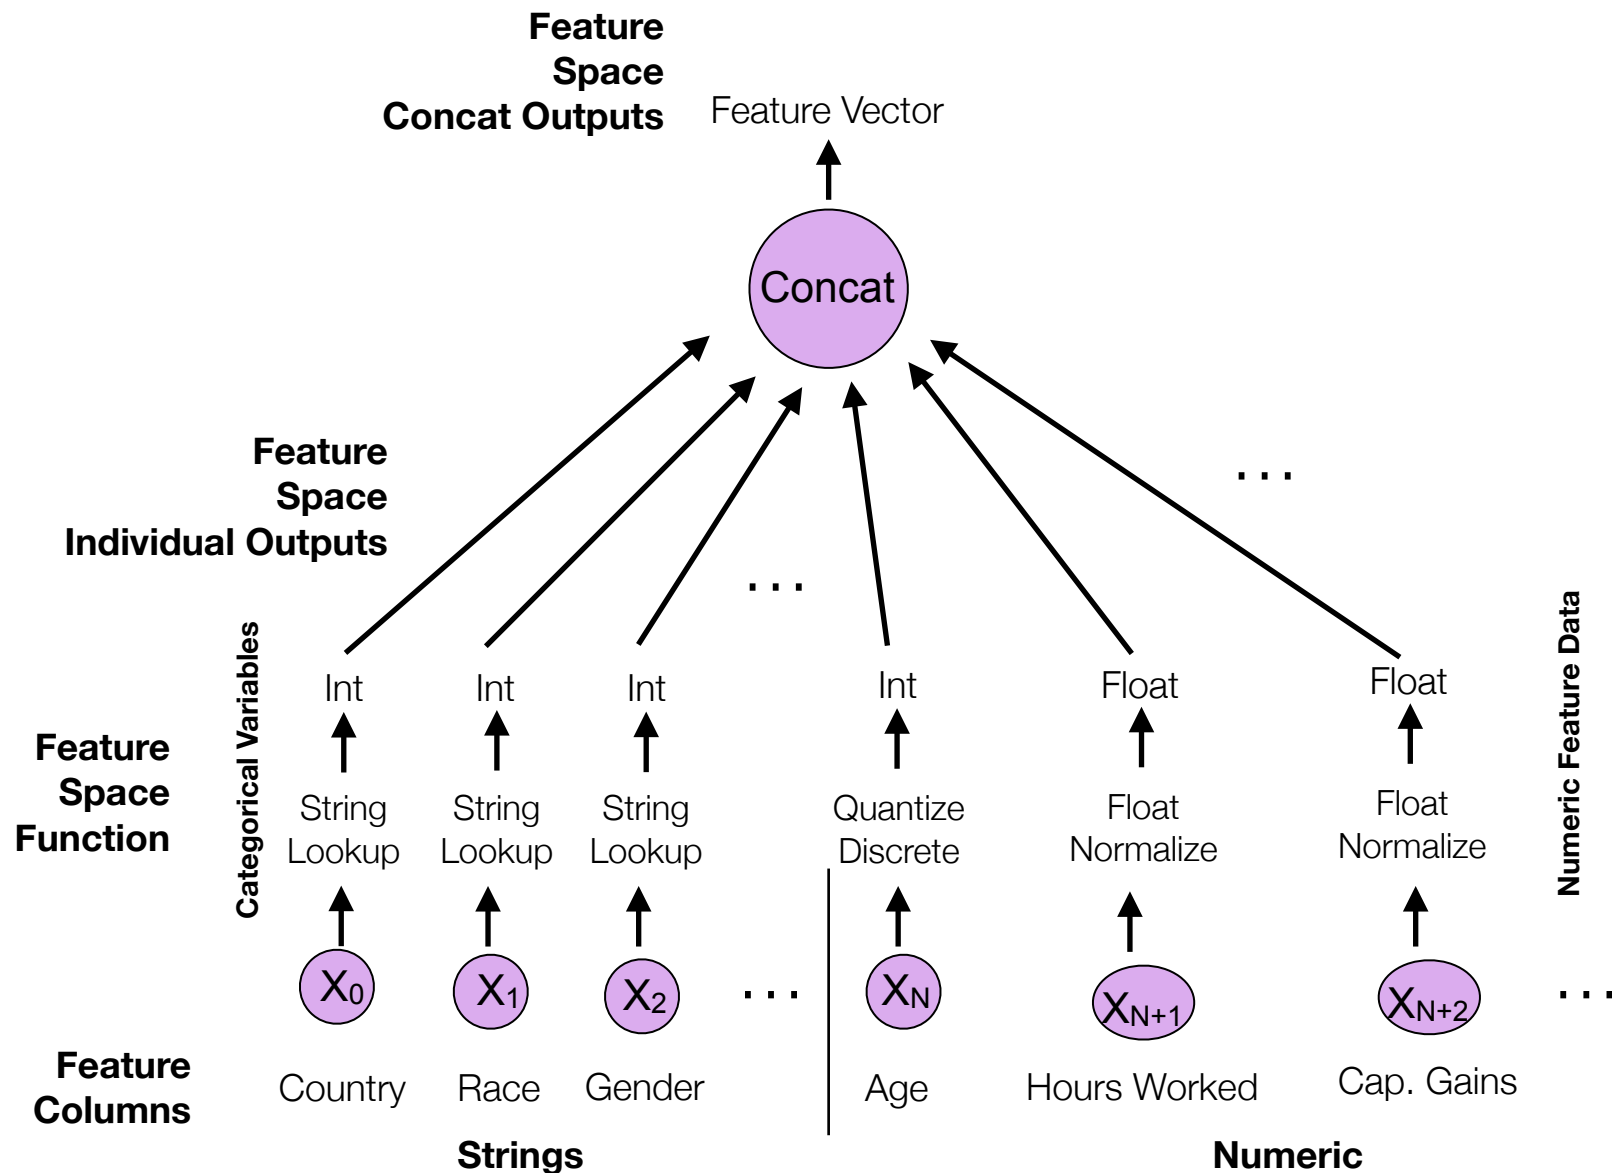 Feature
Space
Concat Outputs
Feature Vector
Concat
Feature
Space
Individual Outputs
...
...
Categorical Variables
Numeric Feature Data
Int
Int
Int
Int
Float
Float
Feature
Space
Function
String
Lookup
String
Lookup
String
Lookup
Quantize
Discrete
Float
Normalize
Float
Normalize
X0
X1
X2
...
XN
XN+1
XN+2
...
Feature
Columns
Country
Race
Gender
Age
Hours Worked
Cap. Gains
Strings
Numeric